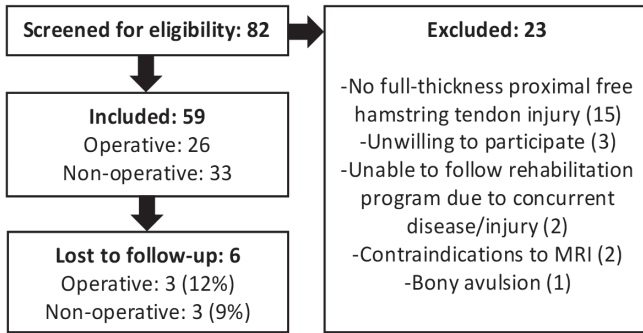 Screened for eligibility: 82
Included: 59
Operative: 26
Non-operative: 33
Lost to follow-up: 6
Operative: 3 (12%)
Non-operative: 3 (9%)
Excluded: 23
-No full-thickness proximal free
hamstring tendon injury (15)
-Unwilling to participate (3)
-Unable to follow rehabilitation
program due to concurrent
disease/injury (2)
-Contraindications to MRI (2)
-Bony avulsion (1)